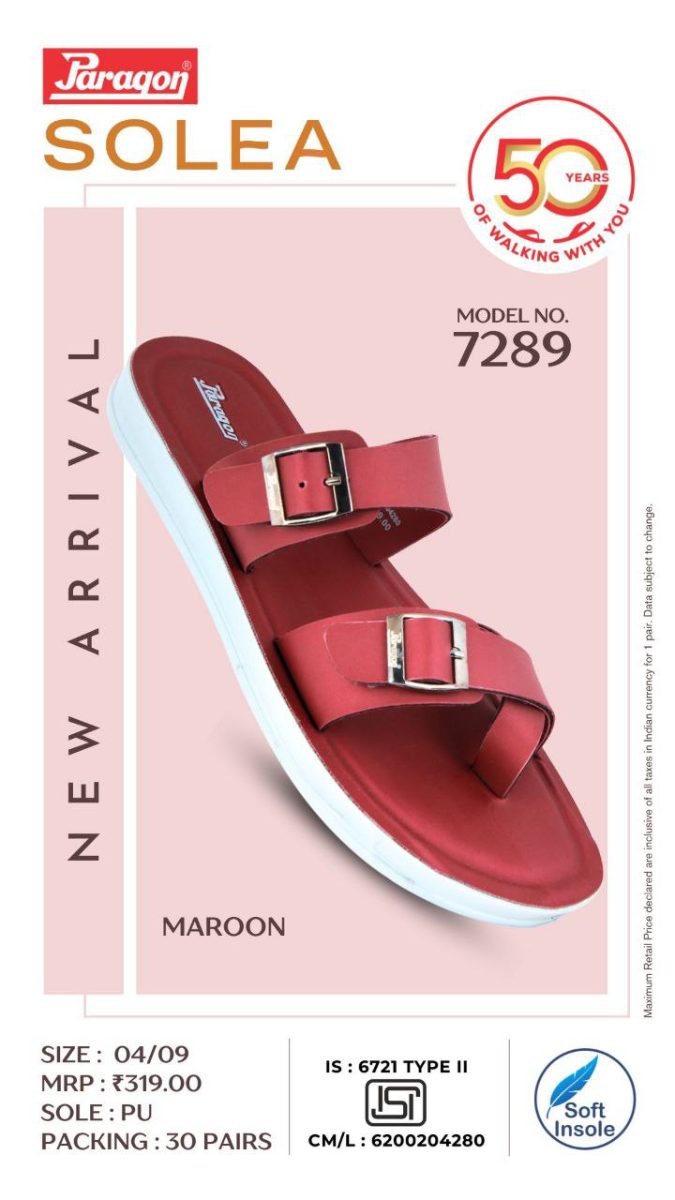 Paragon®
SOLEA
50
YEARS
OF WALKING WITH YOU
MODEL NO.
7289
NEW ARRIVAL
Paragon
MAROON
Maximum Retail Price declared are inclusive of all taxes in Indian currency for 1 pair. Data subject to change.
SIZE : 04/09
MRP : ₹319.00
SOLE : PU
PACKING : 30 PAIRS
IS : 6721 TYPE II
ISI
CM/L : 6200204280
Soft
Insole